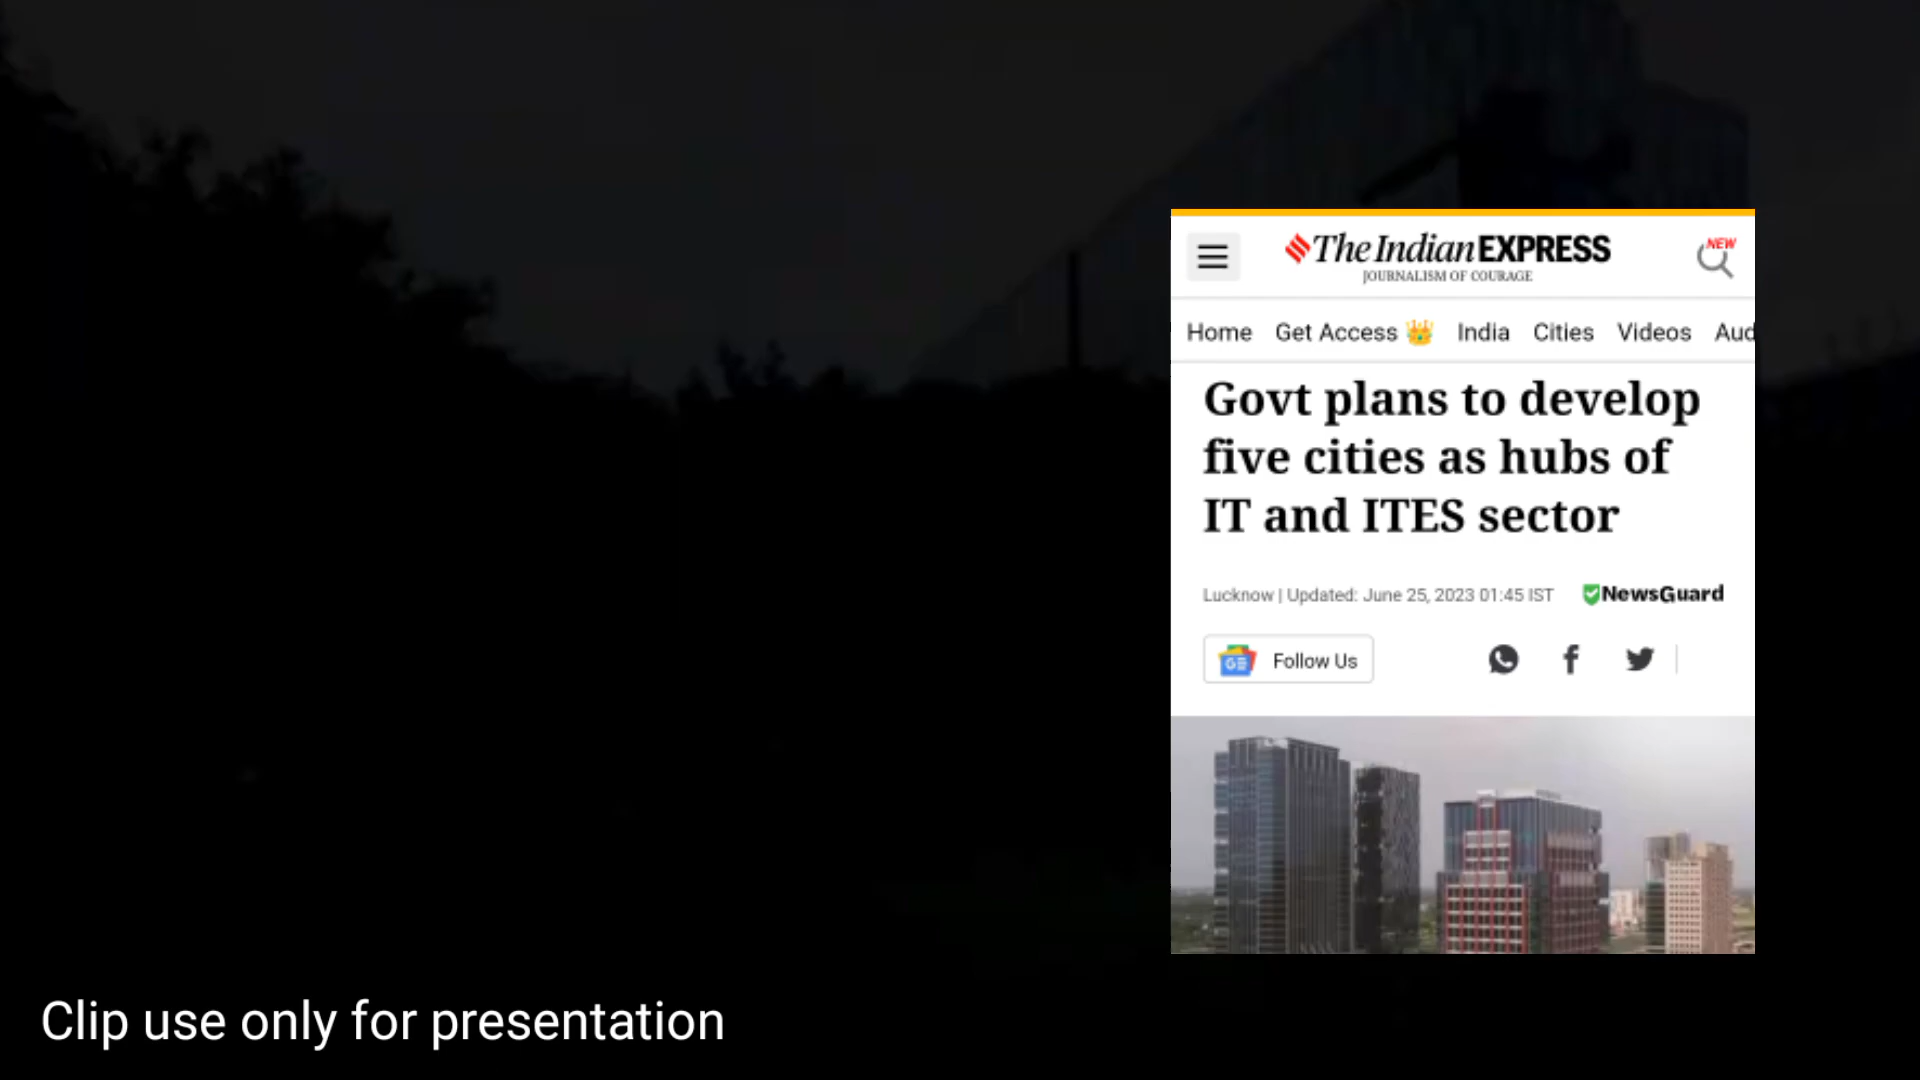 The Indian EXPRESS
NEW
JOURNALISM OF COURAGE
Home Get Access India Cities Videos Aud
Govt plans to develop
five cities as hubs of
IT and ITES sector
Lucknow | Updated: June 25, 2023 01:45 IST NewsGuard
GE Follow Us
Clip use only for presentation